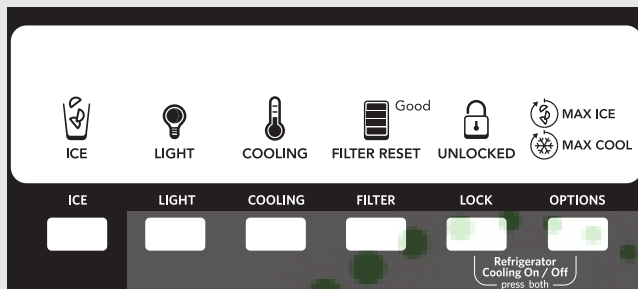 Good
MAX ICE
MAX COOL
ICE LIGHT COOLING FILTER RESET UNLOCKED
ICE LIGHT COOLING FILTER LOCK OPTIONS
Refrigerator
Cooling On / Off
press both